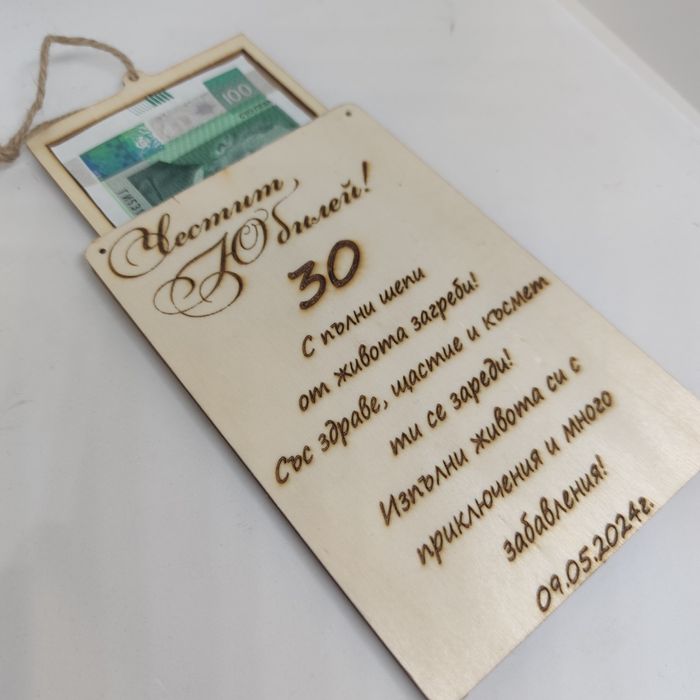 100
Честит
Юбилей!
30
С пълни шепи
от живота загреби!
Със здраве, щастие и късмет
ти се зареди!
Изпълни живота си с
приключения и много
забавления!
09.05.2024г.